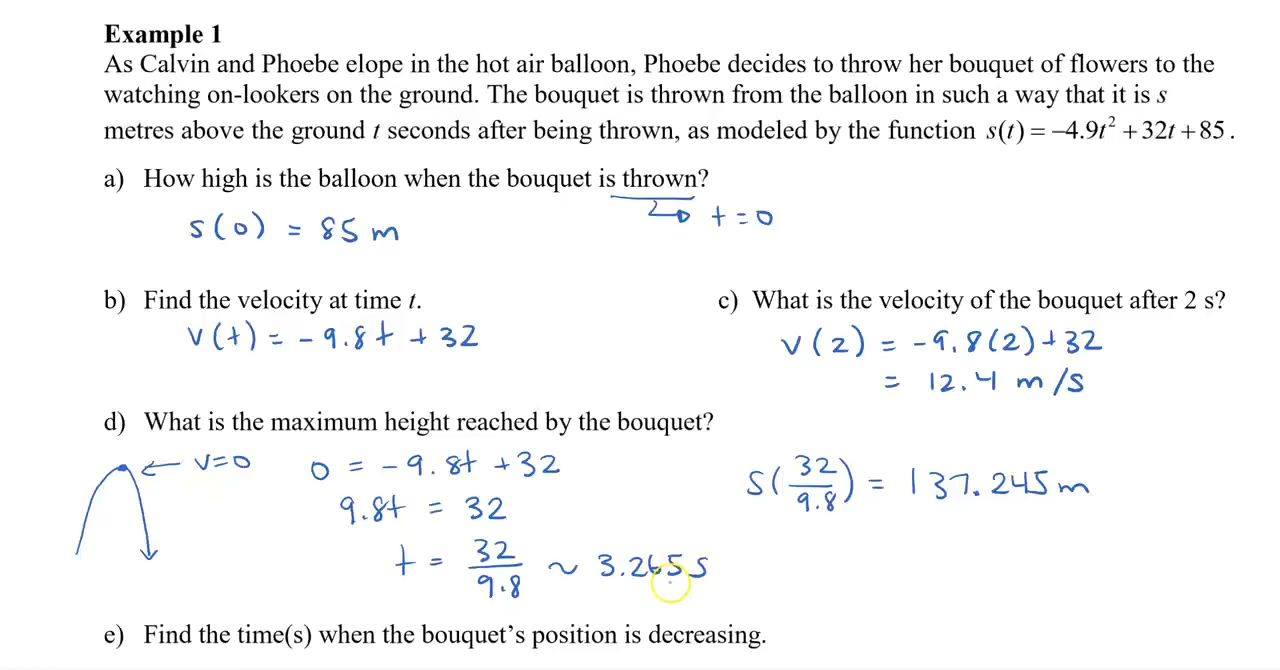 Example 1
As Calvin and Phoebe elope in the hot air balloon, Phoebe decides to throw her bouquet of flowers to the
watching on-lookers on the ground. The bouquet is thrown from the balloon in such a way that it is s
metres above the ground t seconds after being thrown, as modeled by the function s(t) = –4.9t² + 32t + 85.
a) How high is the balloon when the bouquet is thrown?
s(0) = 85 m
t = 0
b) Find the velocity at time t.
v(t) = -9.8t + 32
c) What is the velocity of the bouquet after 2 s?
v(2) = -9.8(2) + 32
= 12.4 m/s
d) What is the maximum height reached by the bouquet?
v=0
0 = -9.8t + 32
9.8t = 32
t = 32/9.8 ~ 3.265 s
s(32/9.8) = 137.245 m
e) Find the time(s) when the bouquet's position is decreasing.